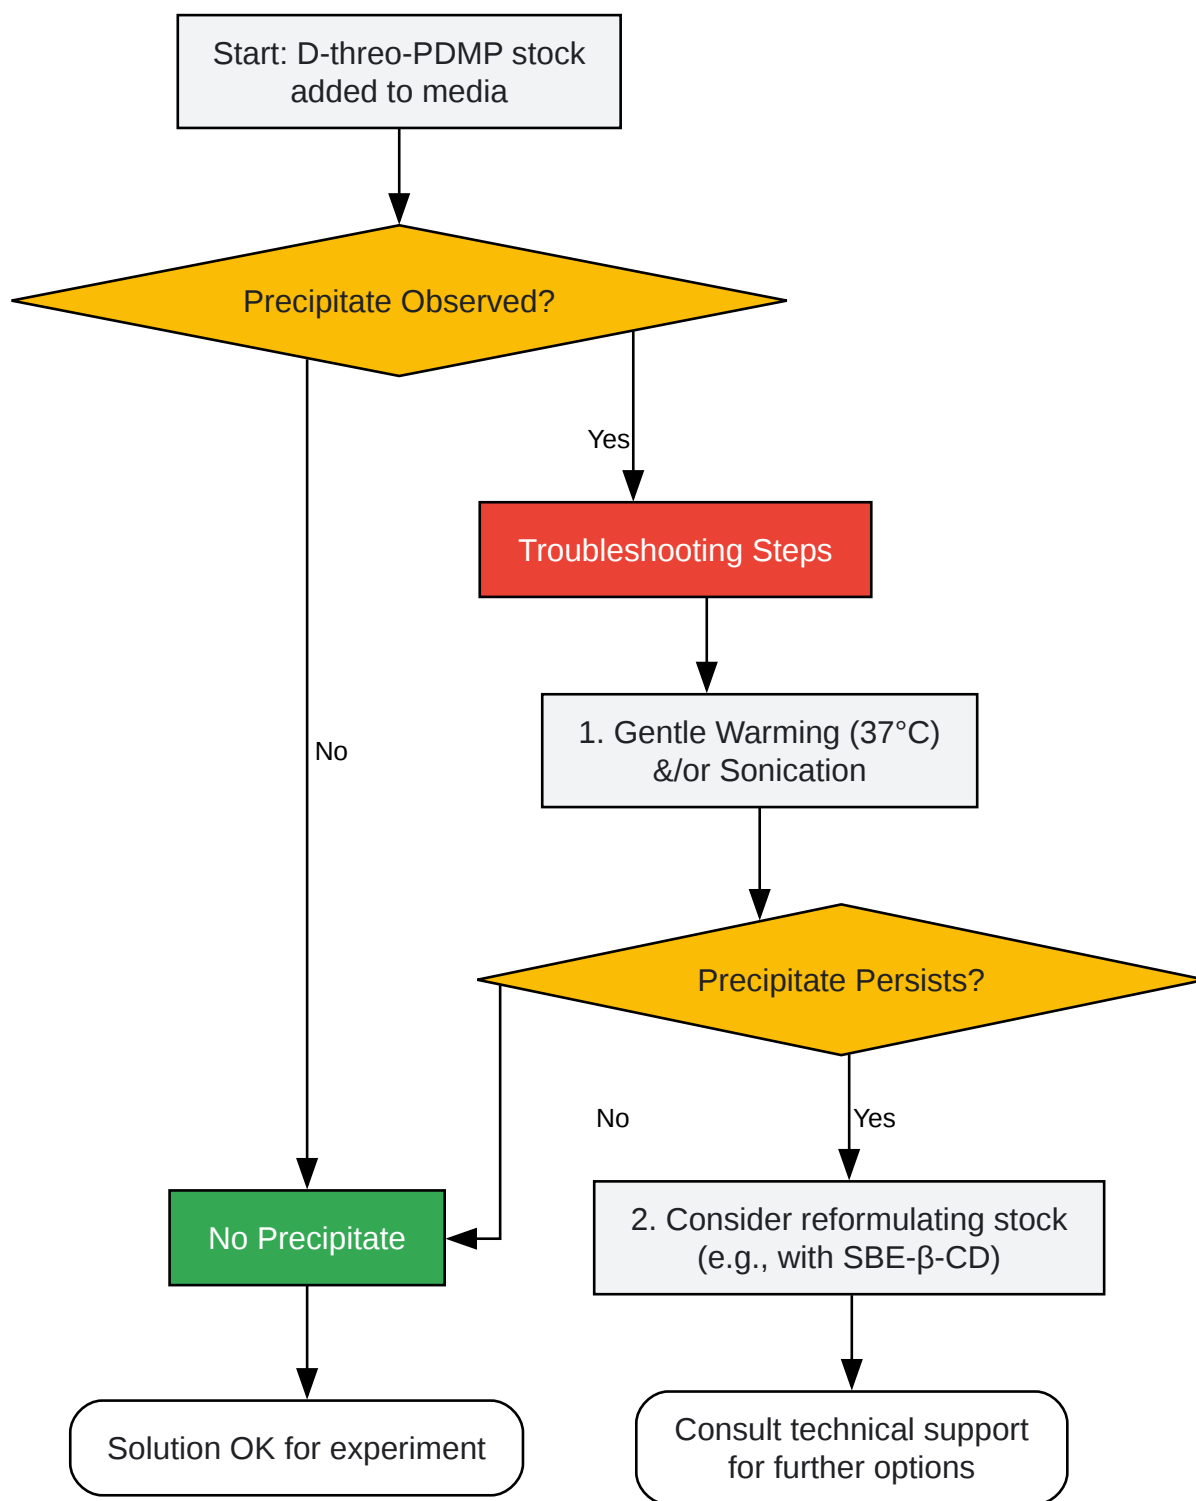 Start: D-threo-PDMP stock
added to media
Precipitate Observed?
Yes
Troubleshooting Steps
1. Gentle Warming (37°C)
&/or Sonication
No
Precipitate Persists?
No
Yes
No Precipitate
2. Consider reformulating stock
(e.g., with SBE-β-CD)
Solution OK for experiment
Consult technical support
for further options